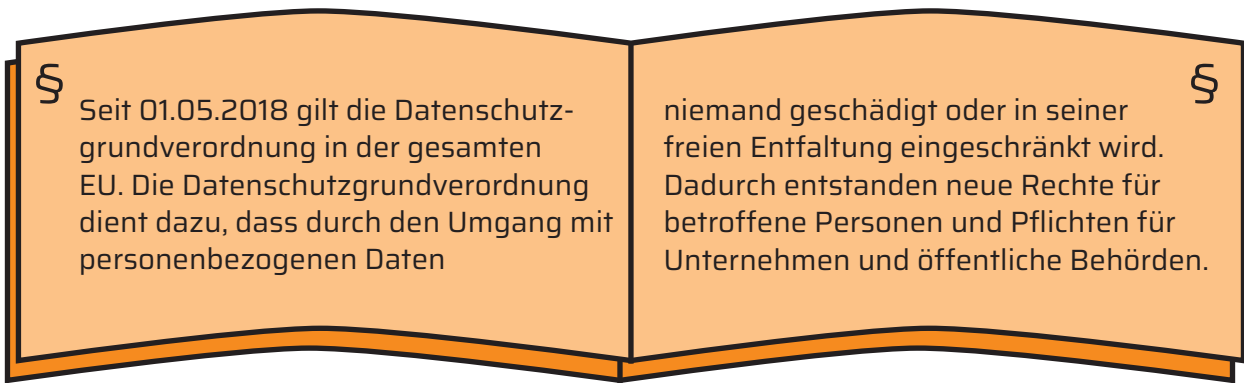 §
Seit 01.05.2018 gilt die Datenschutz-
grundverordnung in der gesamten
EU. Die Datenschutzgrundverordnung
dient dazu, dass durch den Umgang mit
personenbezogenen Daten
§
niemand geschädigt oder in seiner
freien Entfaltung eingeschränkt wird.
Dadurch entstanden neue Rechte für
betroffene Personen und Pflichten für
Unternehmen und öffentliche Behörden.